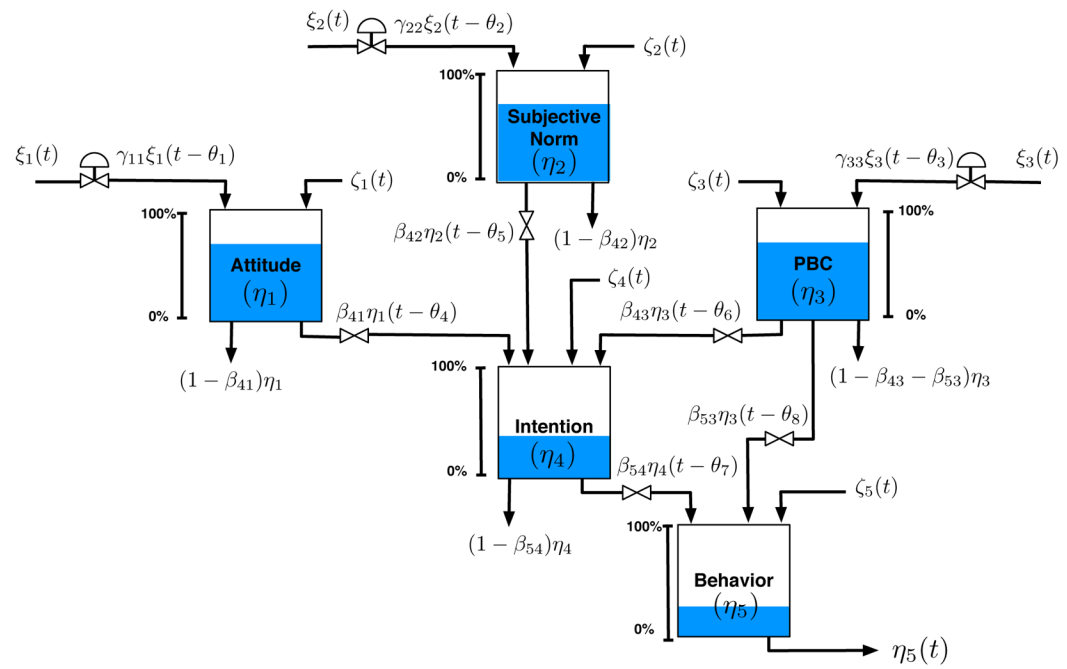 ξ₂(t)
γ₂₂ξ₂(t − θ₂)
ζ₂(t)
100%
Subjective
Norm
(η₂)
0%
ξ₁(t)
γ₁₁ξ₁(t − θ₁)
ζ₁(t)
ζ₃(t)
γ₃₃ξ₃(t − θ₃)
ξ₃(t)
100%
Attitude
(η₁)
0%
β₄₂η₂(t − θ₅)
(1 − β₄₂)η₂
100%
PBC
(η₃)
0%
ζ₄(t)
β₄₁η₁(t − θ₄)
β₄₃η₃(t − θ₆)
(1 − β₄₁)η₁
(1 − β₄₃ − β₅₃)η₃
100%
Intention
(η₄)
0%
β₅₃η₃(t − θ₈)
β₅₄η₄(t − θ₇)
ζ₅(t)
(1 − β₅₄)η₄
100%
Behavior
(η₅)
0%
η₅(t)